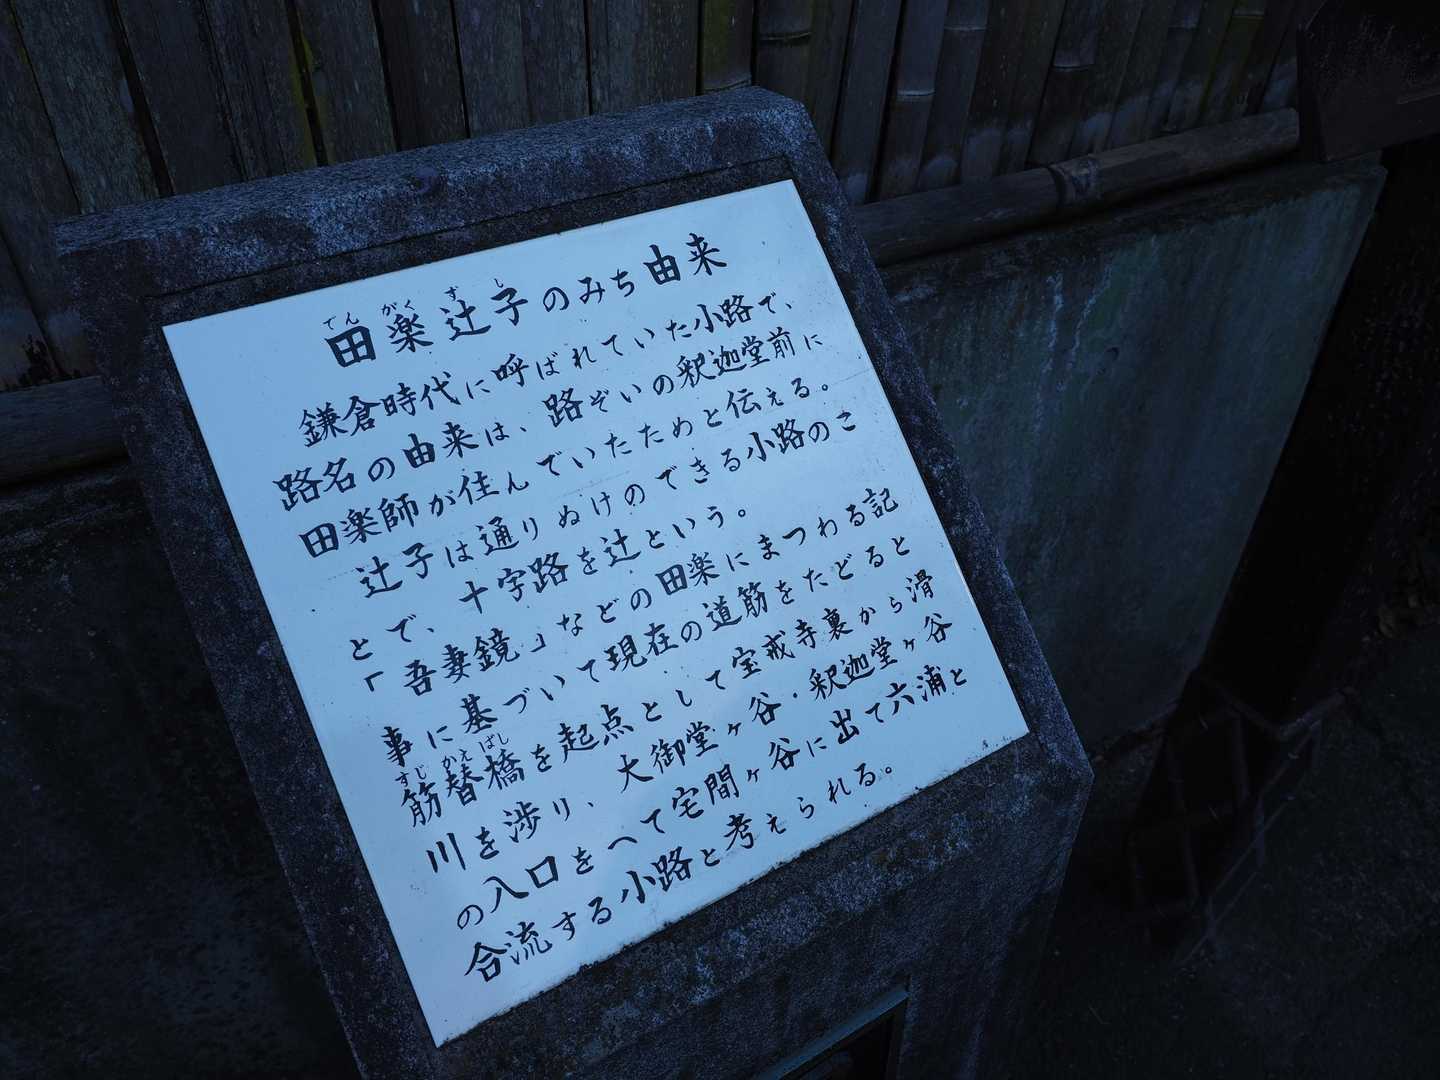 田楽辻子のみち由来
鎌倉時代に呼ばれていた小路で、
路名の由来は、路ぞいの釈迦堂前に
田楽師が住んでいたためと伝える。
辻子は通りぬけのできる小路のこ
とで、十字路を辻という。
「吾妻鏡」などの田楽にまつわる記
事に基づいて現在の道筋をたどると
筋替橋を起点として宝戒寺裏から滑
川を渉り、大御堂ヶ谷・釈迦堂ヶ谷
の入口をへて宅間ヶ谷に出て六浦と
合流する小路と考えられる。